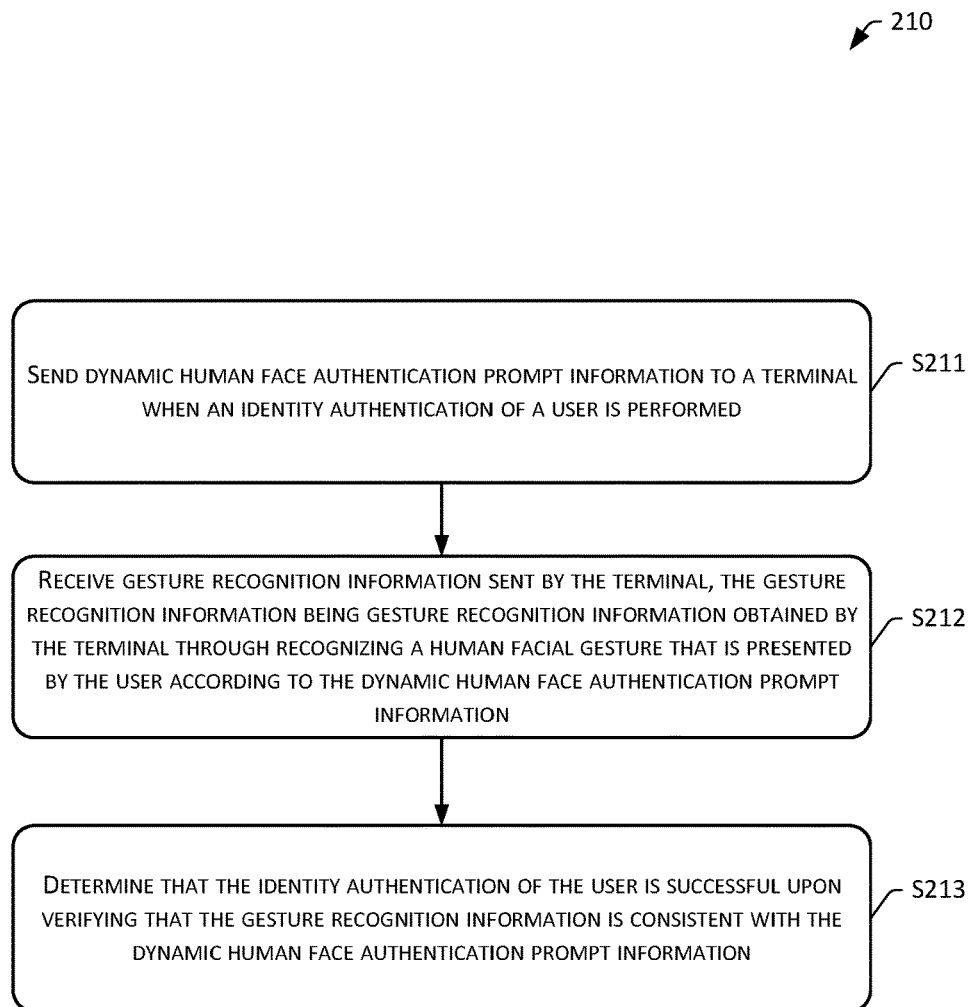 210
SEND DYNAMIC HUMAN FACE AUTHENTICATION PROMPT INFORMATION TO A TERMINAL
WHEN AN IDENTITY AUTHENTICATION OF A USER IS PERFORMED
S211
RECEIVE GESTURE RECOGNITION INFORMATION SENT BY THE TERMINAL, THE GESTURE
RECOGNITION INFORMATION BEING GESTURE RECOGNITION INFORMATION OBTAINED BY
THE TERMINAL THROUGH RECOGNIZING A HUMAN FACIAL GESTURE THAT IS PRESENTED
BY THE USER ACCORDING TO THE DYNAMIC HUMAN FACE AUTHENTICATION PROMPT
INFORMATION
S212
DETERMINE THAT THE IDENTITY AUTHENTICATION OF THE USER IS SUCCESSFUL UPON
VERIFYING THAT THE GESTURE RECOGNITION INFORMATION IS CONSISTENT WITH THE
DYNAMIC HUMAN FACE AUTHENTICATION PROMPT INFORMATION
S213